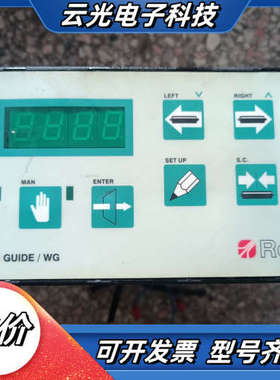 云光电子科技
LEFT
RIGHT
8888
SET UP
S.C.
MAN
ENTER
GUIDE / WG
价
可开发票 型号齐